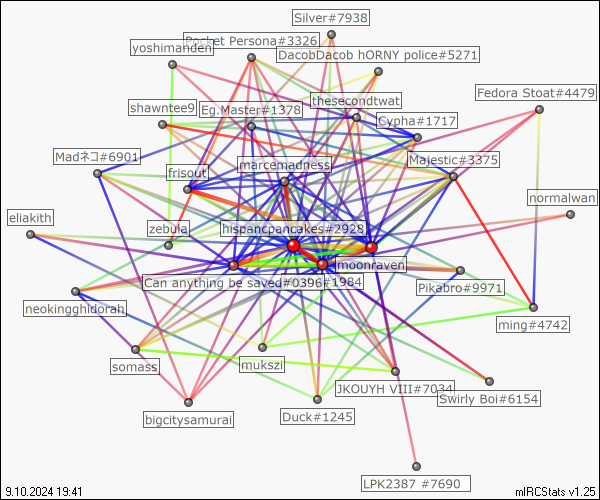 Silver#7938
Pocket Persona#3326
yoshimanden
DacobDacob hORNY police#5271
Fedora Stoat#4479
thesecondtwat
shawntee9
Eg.Master#1378
Cypha#1717
Madネコ#6901
marcemadness
Majestic#3375
frisout
normalwan
eliakith
zebula
hispancpancakes#2928
moonraven
Can anything be saved#0396#1984
Pikabro#9971
neokingghidorah
ming#4742
somass
mukszi
JKOUYH VIII#7034
Swirly Boi#6154
bigcitysamurai
Duck#1245
LPK2387 #7690
9.10.2024 19:41
mIRCStats v1.25